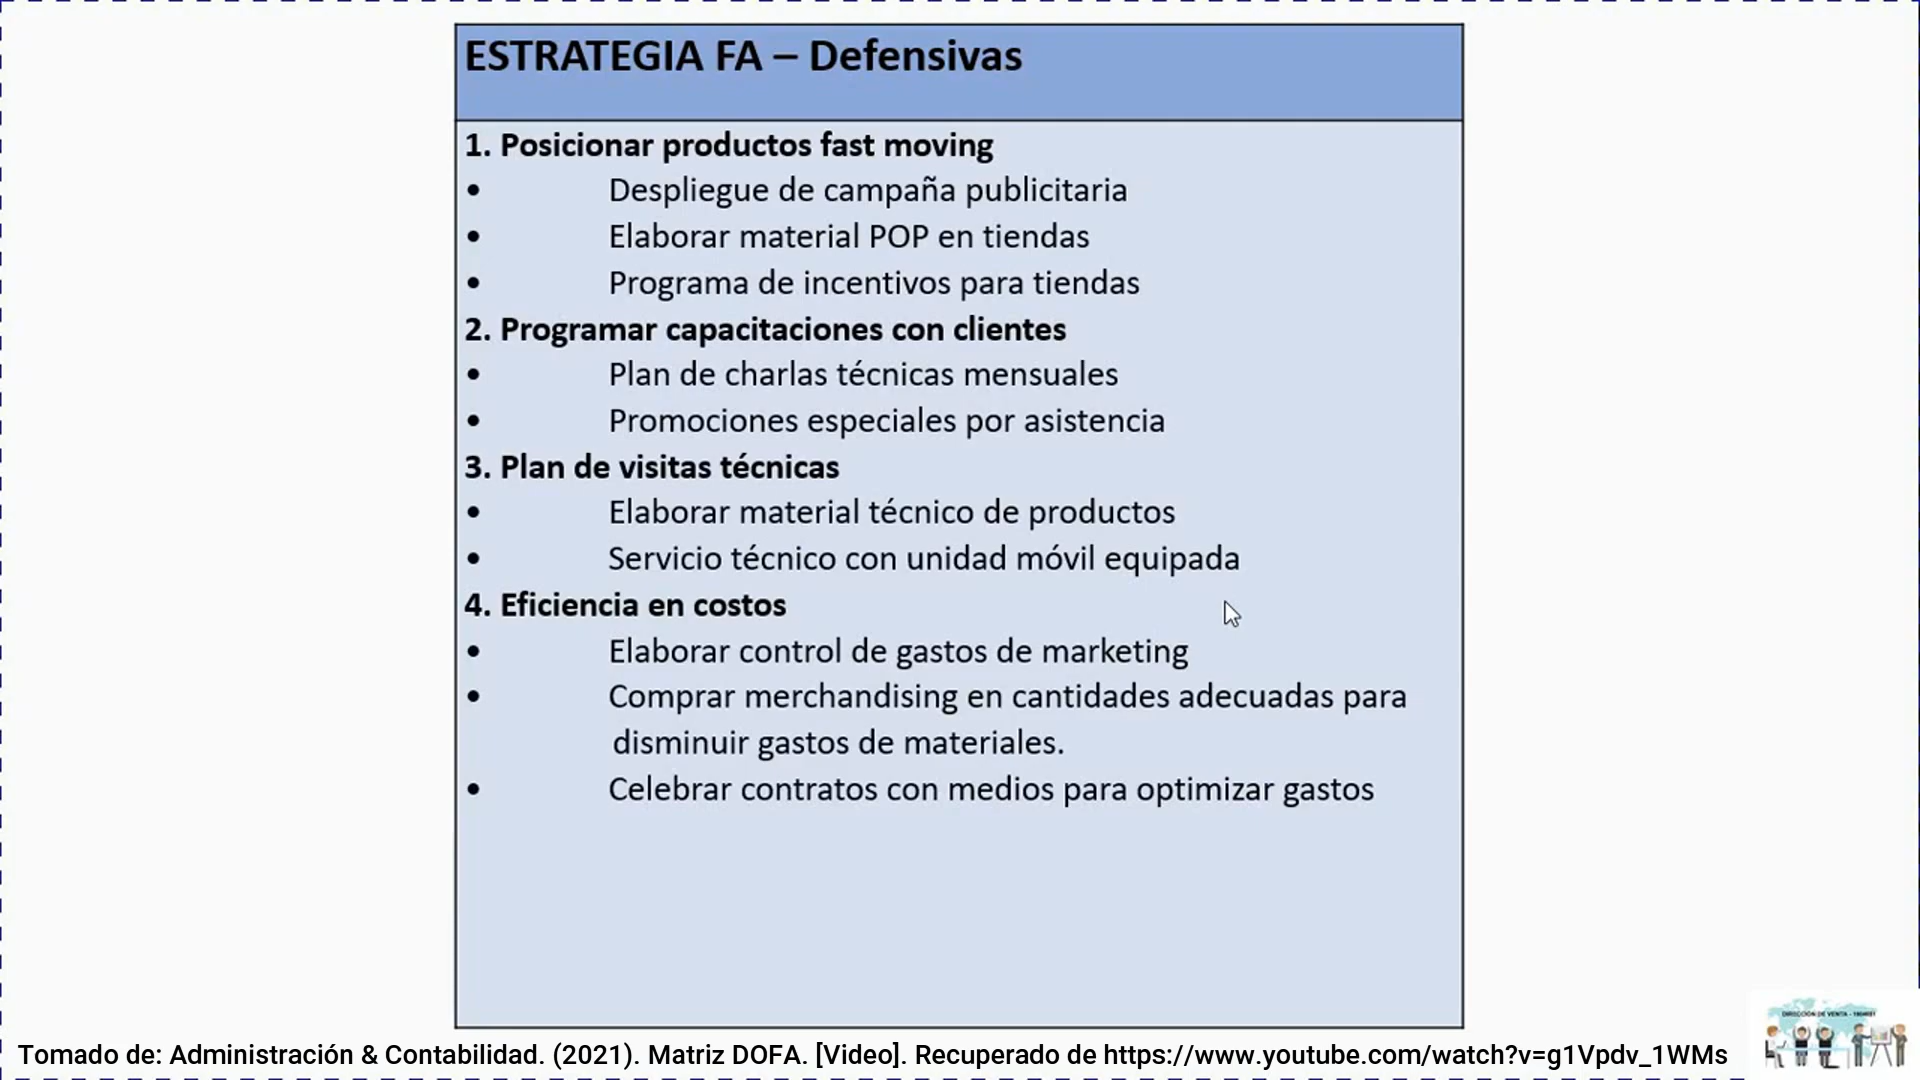 ESTRATEGIA FA – Defensivas
1. Posicionar productos fast moving
• Despliegue de campaña publicitaria
• Elaborar material POP en tiendas
• Programa de incentivos para tiendas
2. Programar capacitaciones con clientes
• Plan de charlas técnicas mensuales
• Promociones especiales por asistencia
3. Plan de visitas técnicas
• Elaborar material técnico de productos
• Servicio técnico con unidad móvil equipada
4. Eficiencia en costos
• Elaborar control de gastos de marketing
• Comprar merchandising en cantidades adecuadas para
disminuir gastos de materiales.
• Celebrar contratos con medios para optimizar gastos
DIRECCIÓN DE VENTA -
Tomado de: Administración & Contabilidad. (2021). Matriz DOFA. [Video]. Recuperado de https://www.youtube.com/watch?v=g1Vpdv_1WMs